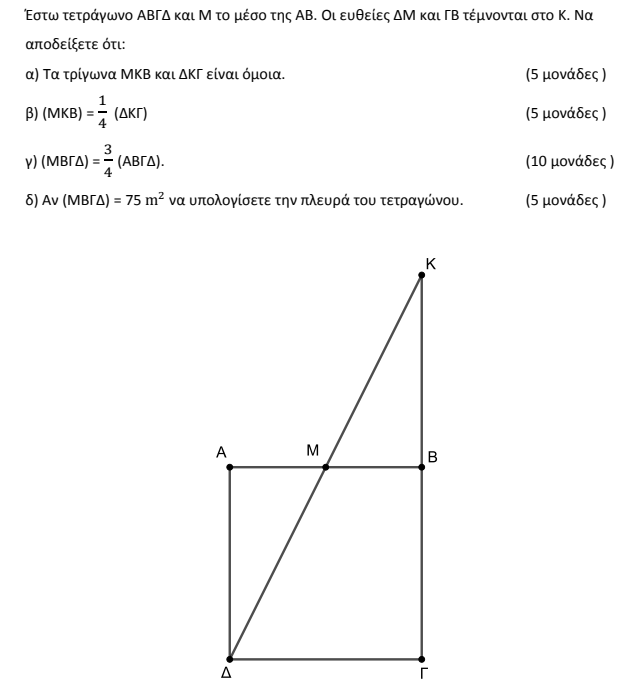 Έστω τετράγωνο ΑΒΓΔ και Μ το μέσο της ΑΒ. Οι ευθείες ΔΜ και ΓΒ τέμνονται στο Κ. Να
αποδείξετε ότι:
α) Τα τρίγωνα ΜΚΒ και ΔΚΓ είναι όμοια. (5 μονάδες )
β) (ΜΚΒ) = 1/4 (ΔΚΓ) (5 μονάδες )
γ) (ΜΒΓΔ) = 3/4 (ΑΒΓΔ). (10 μονάδες )
δ) Αν (ΜΒΓΔ) = 75 m² να υπολογίσετε την πλευρά του τετραγώνου. (5 μονάδες )
Κ
Α Μ Β
Δ Γ